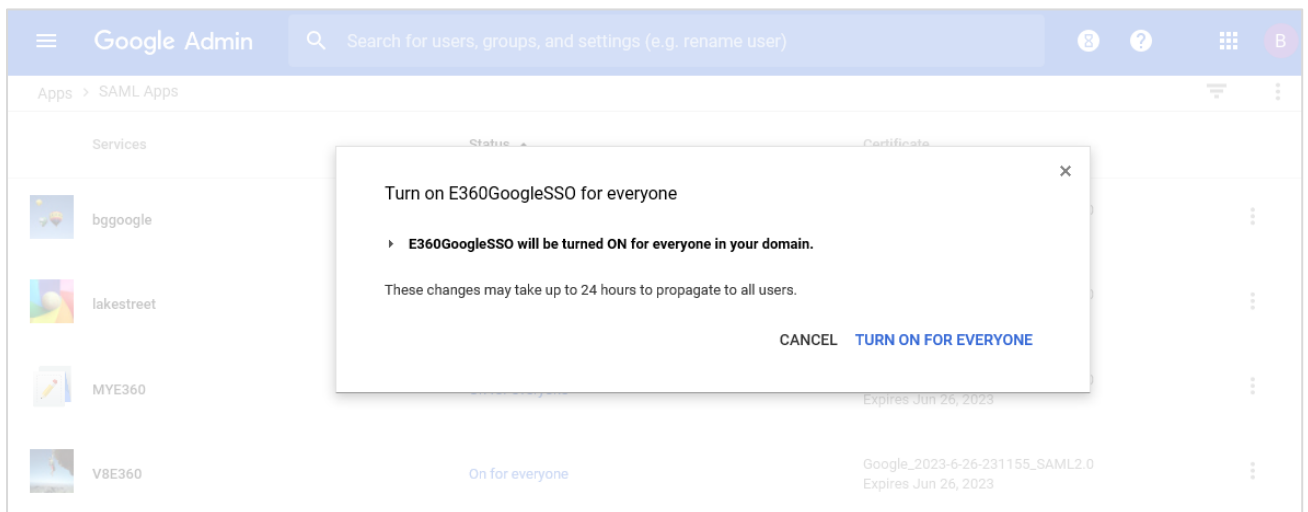 Google Admin
Search for users, groups, and settings (e.g. rename user)
B
Apps > SAML Apps
Services
Status
Certificate
Turn on E360GoogleSSO for everyone
bggoogle
E360GoogleSSO will be turned ON for everyone in your domain.
These changes may take up to 24 hours to propagate to all users.
lakestreet
CANCEL TURN ON FOR EVERYONE
MYE360
On for everyone
Expires Jun 26, 2023
V8E360
On for everyone
Google_2023-6-26-231155_SAML2.0
Expires Jun 26, 2023